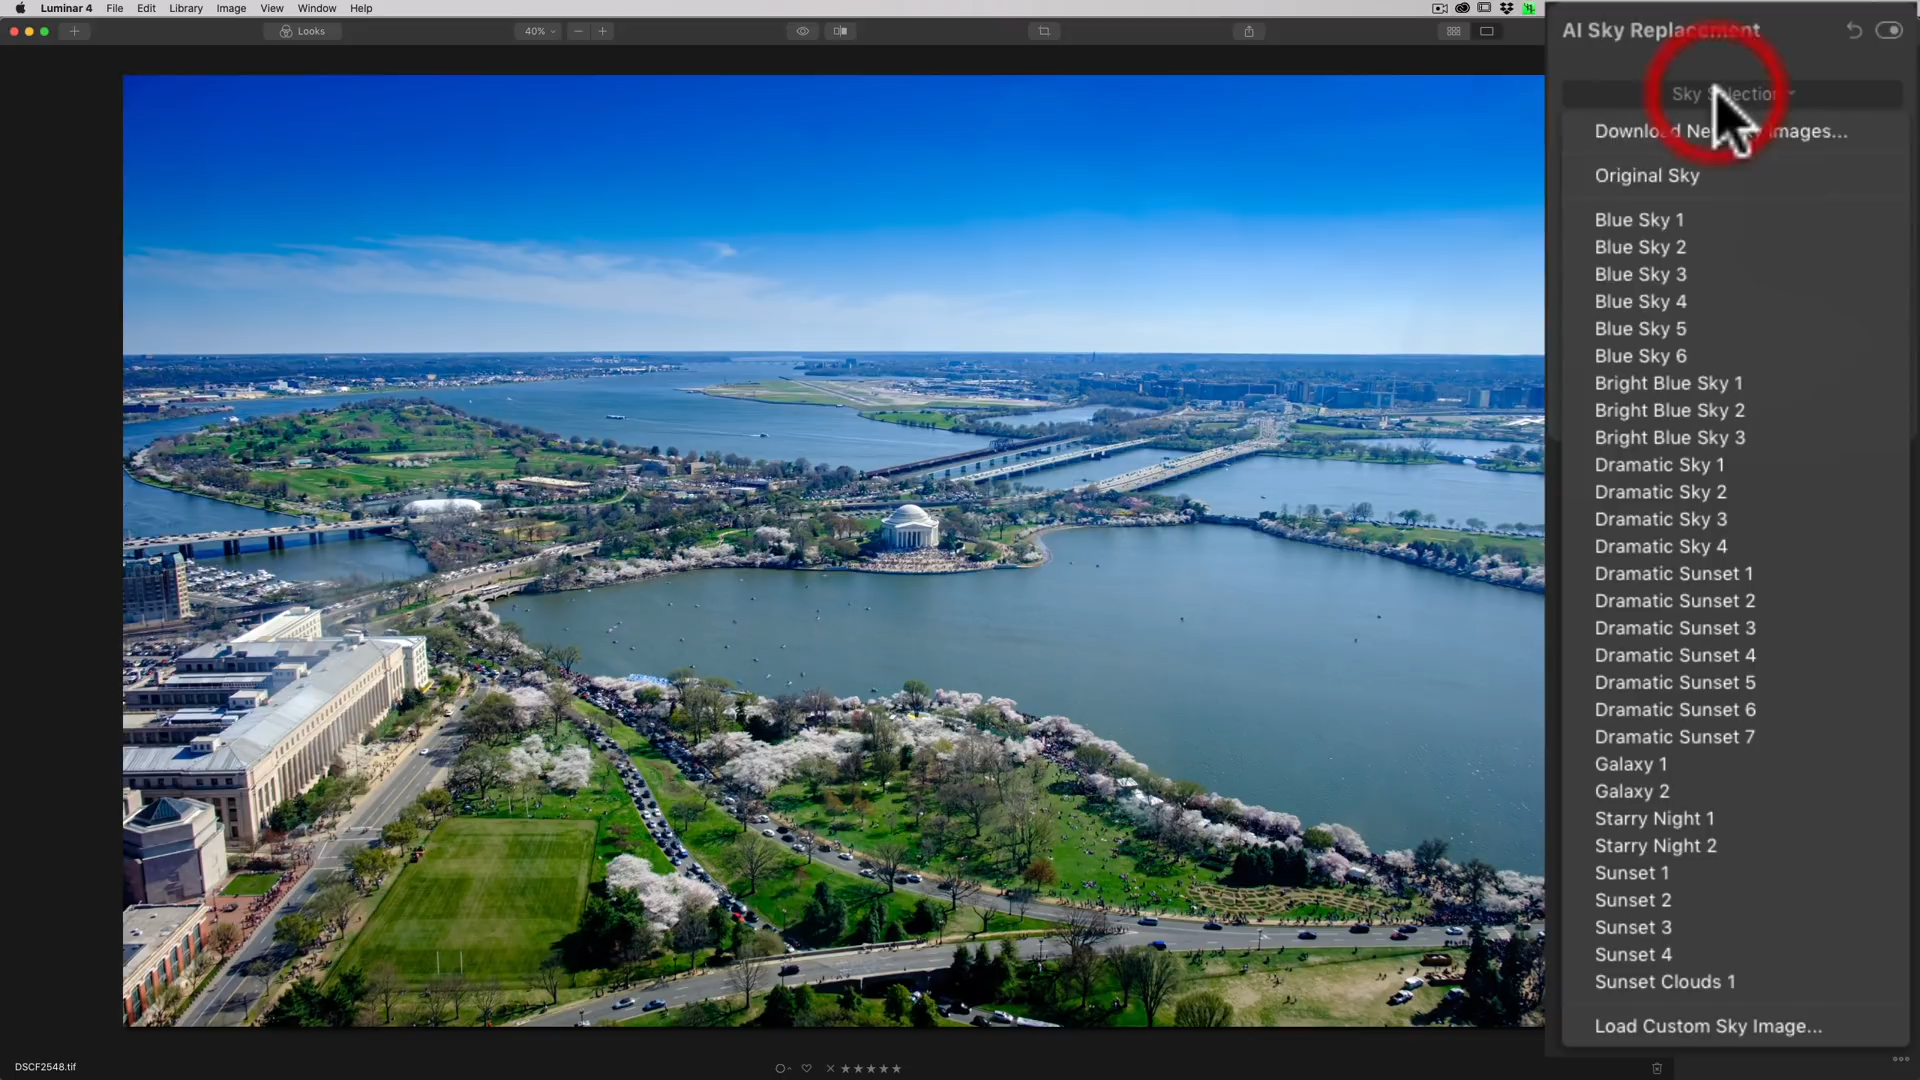 Luminar 4 File Edit Library Image View Window Help
Looks
40%
AI Sky Replacement
Sky Selection
Download New Sky Images...
Original Sky
Blue Sky 1
Blue Sky 2
Blue Sky 3
Blue Sky 4
Blue Sky 5
Blue Sky 6
Bright Blue Sky 1
Bright Blue Sky 2
Bright Blue Sky 3
Dramatic Sky 1
Dramatic Sky 2
Dramatic Sky 3
Dramatic Sky 4
Dramatic Sunset 1
Dramatic Sunset 2
Dramatic Sunset 3
Dramatic Sunset 4
Dramatic Sunset 5
Dramatic Sunset 6
Dramatic Sunset 7
Galaxy 1
Galaxy 2
Starry Night 1
Starry Night 2
Sunset 1
Sunset 2
Sunset 3
Sunset 4
Sunset Clouds 1
Load Custom Sky Image...
DSCF2548.tif